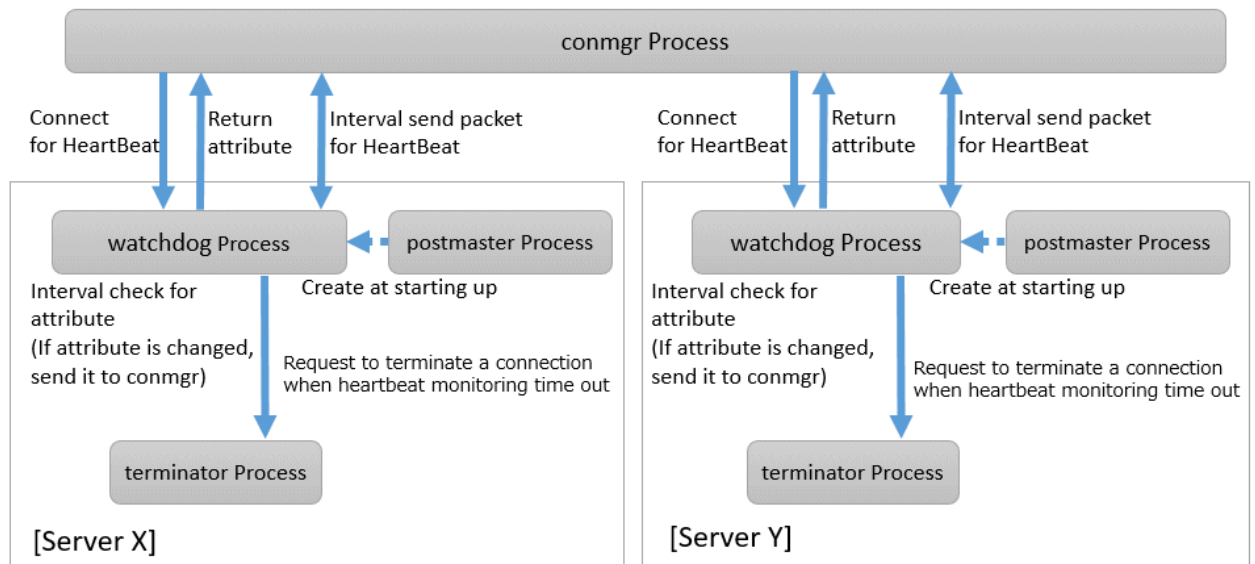 conmgr Process
Connect
for HeartBeat
Return
attribute
Interval send packet
for HeartBeat
Connect
for HeartBeat
Return
attribute
Interval send packet
for HeartBeat
watchdog Process
postmaster Process
Create at starting up
Interval check for
attribute
(If attribute is changed,
send it to conmgr)
Request to terminate a connection
when heartbeat monitoring time out
terminator Process
[Server X]
watchdog Process
postmaster Process
Create at starting up
Interval check for
attribute
(If attribute is changed,
send it to conmgr)
Request to terminate a connection
when heartbeat monitoring time out
terminator Process
[Server Y]